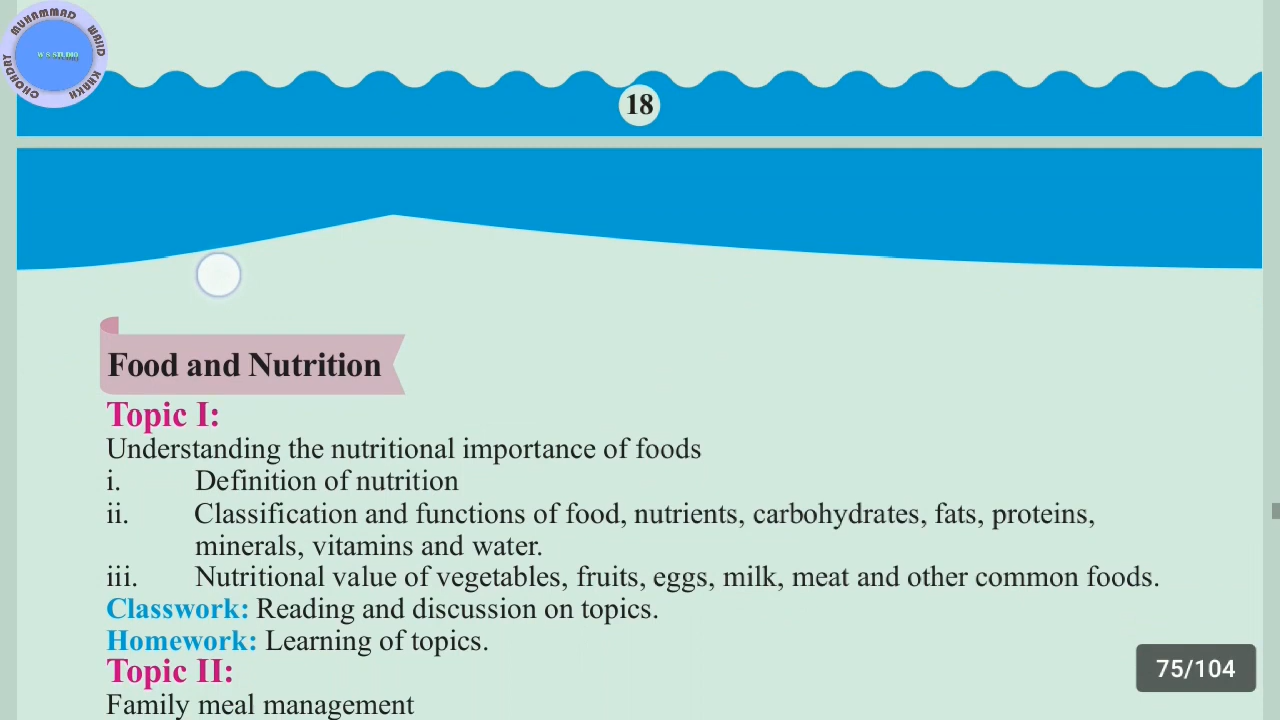 MUHAMMAD WAJID KHAKH CHOHDRY
W S STUDIO
18
Food and Nutrition
Topic I:
Understanding the nutritional importance of foods
i. Definition of nutrition
ii. Classification and functions of food, nutrients, carbohydrates, fats, proteins,
minerals, vitamins and water.
iii. Nutritional value of vegetables, fruits, eggs, milk, meat and other common foods.
Classwork: Reading and discussion on topics.
Homework: Learning of topics.
Topic II:
Family meal management
75/104